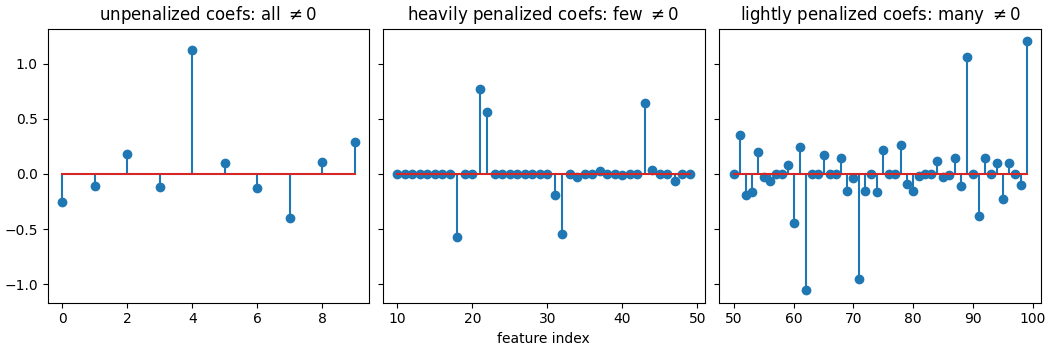 unpenalized coefs: all ≠0
heavily penalized coefs: few ≠0
lightly penalized coefs: many ≠0
1.0
0.5
0.0
−0.5
−1.0
0 2 4 6 8
10 20 30 40 50
50 60 70 80 90 100
feature index